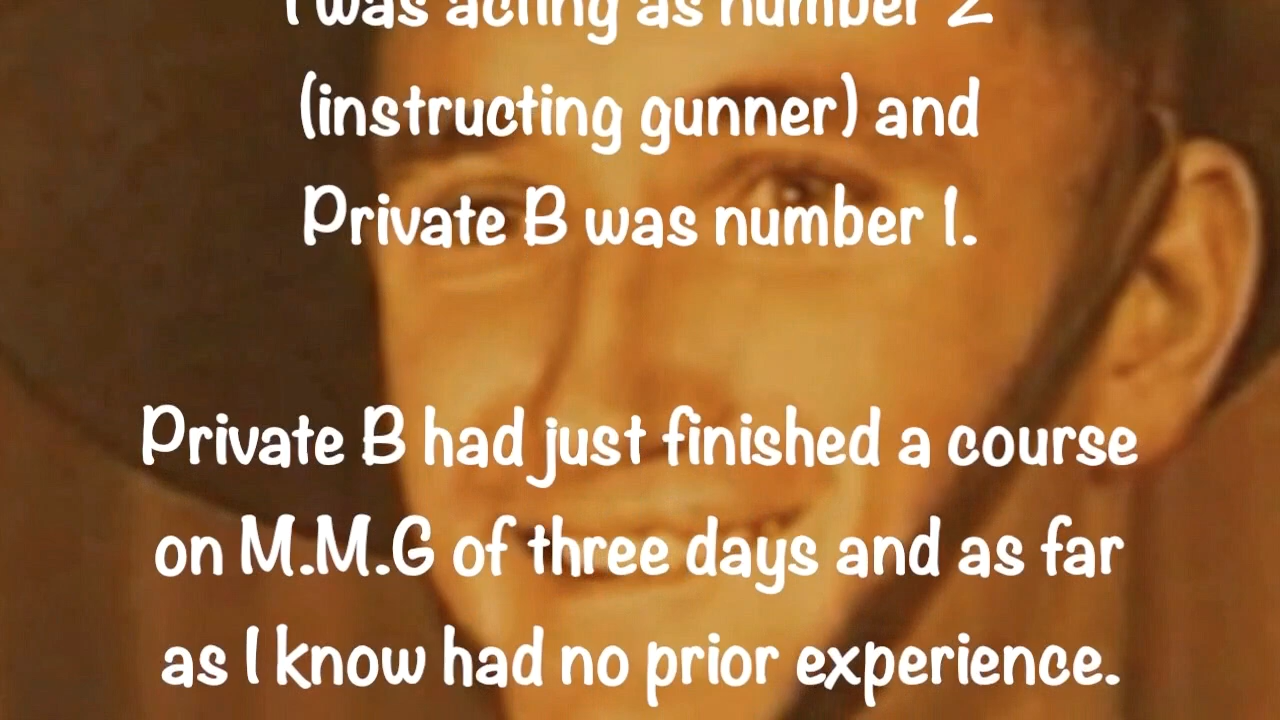 I was acting as number 2
(instructing gunner) and
Private B was number 1.
Private B had just finished a course
on M.M.G of three days and as far
as I know had no prior experience.